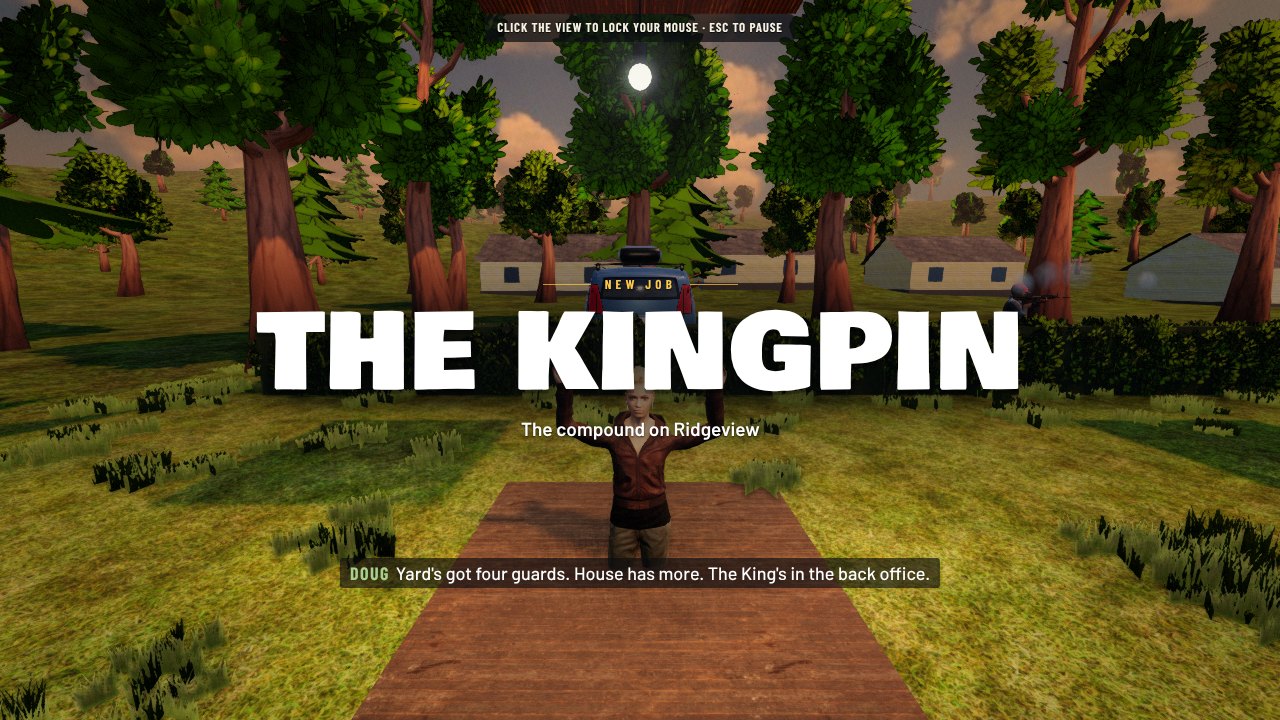 CLICK THE VIEW TO LOCK YOUR MOUSE · ESC TO PAUSE
NEW JOB
THE KINGPIN
The compound on Ridgeview
DOUG Yard's got four guards. House has more. The King's in the back office.